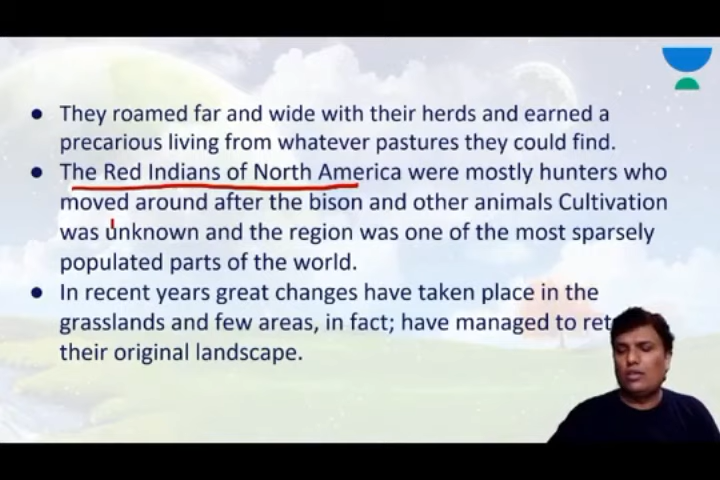 ● They roamed far and wide with their herds and earned a
precarious living from whatever pastures they could find.
● The Red Indians of North America were mostly hunters who
moved around after the bison and other animals Cultivation
was unknown and the region was one of the most sparsely
populated parts of the world.
● In recent years great changes have taken place in the
grasslands and few areas, in fact; have managed to
their original landscape.